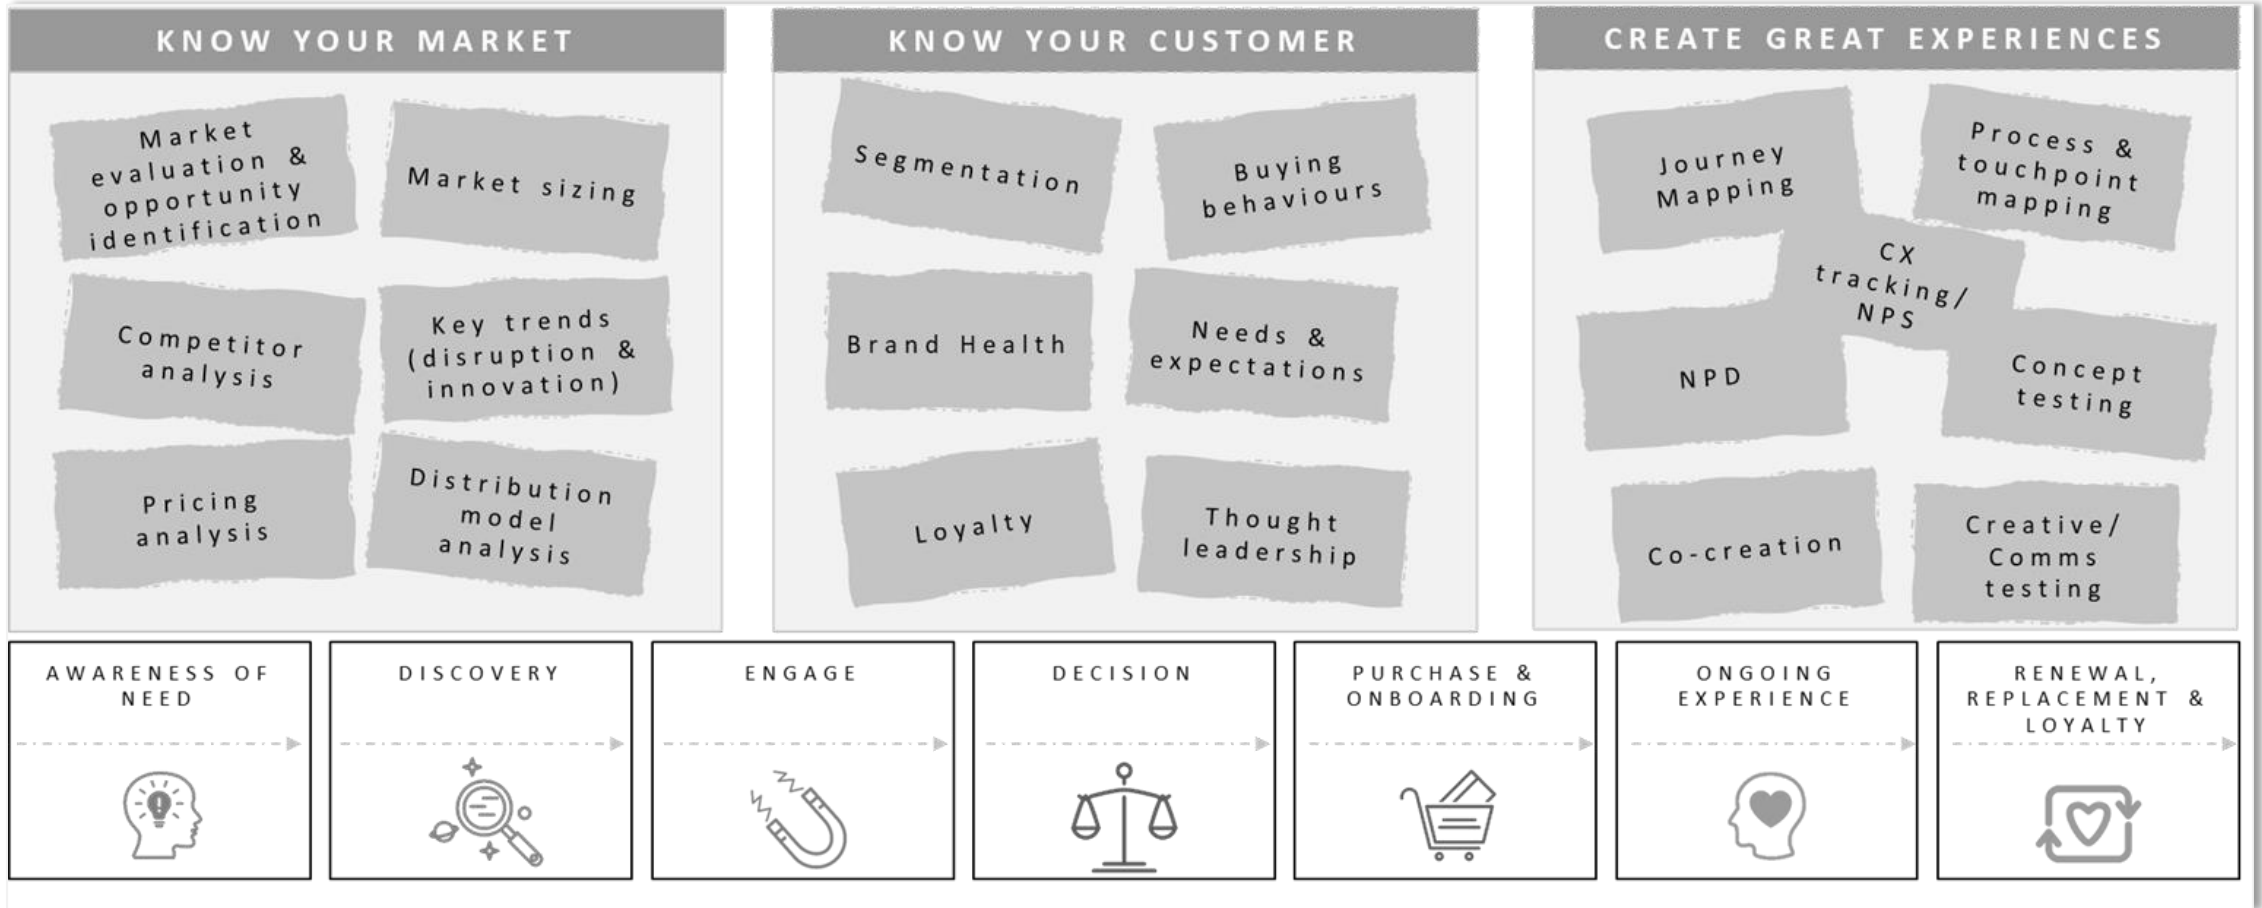 KNOW YOUR MARKET
Market
evaluation &
opportunity
identification
Market sizing
Competitor
analysis
Key trends
(disruption &
innovation)
Pricing
analysis
Distribution
model
analysis
KNOW YOUR CUSTOMER
Segmentation
Buying
behaviours
Brand Health
Needs &
expectations
Loyalty
Thought
leadership
CREATE GREAT EXPERIENCES
Journey
Mapping
Process &
touchpoint
mapping
CX
tracking/
NPS
NPD
Concept
testing
Co-creation
Creative/
Comms
testing
AWARENESS OF
NEED
DISCOVERY
ENGAGE
DECISION
PURCHASE &
ONBOARDING
ONGOING
EXPERIENCE
RENEWAL,
REPLACEMENT &
LOYALTY